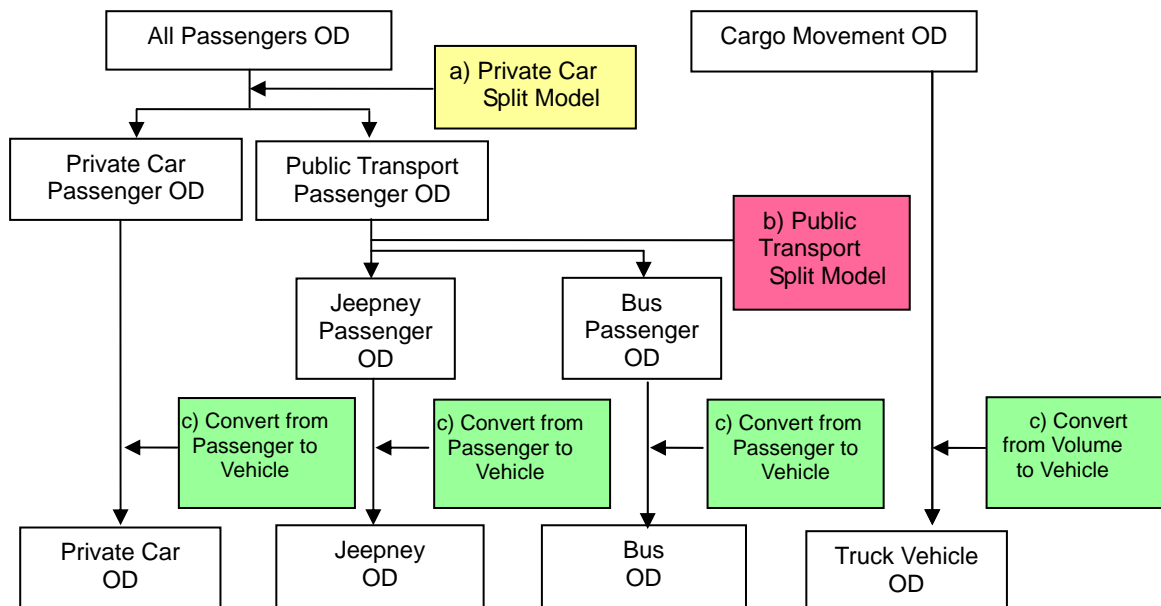 All Passengers OD
Cargo Movement OD
a) Private Car
Split Model
Private Car
Passenger OD
Public Transport
Passenger OD
b) Public
Transport
Split Model
Jeepney
Passenger
OD
Bus
Passenger
OD
c) Convert from
Passenger to
Vehicle
c) Convert from
Passenger to
Vehicle
c) Convert from
Passenger to
Vehicle
c) Convert
from Volume
to Vehicle
Private Car
OD
Jeepney
OD
Bus
OD
Truck Vehicle
OD